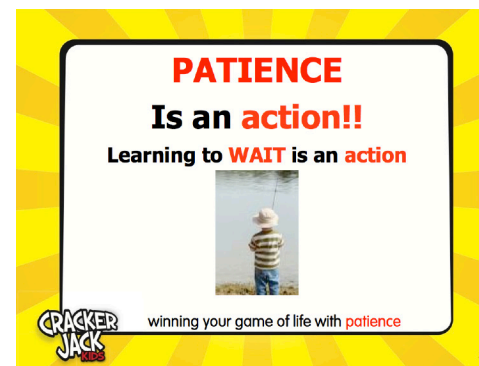 PATIENCE
Is an action!!
Learning to WAIT is an action
winning your game of life with patience
CRACKER
JACK
KIDS